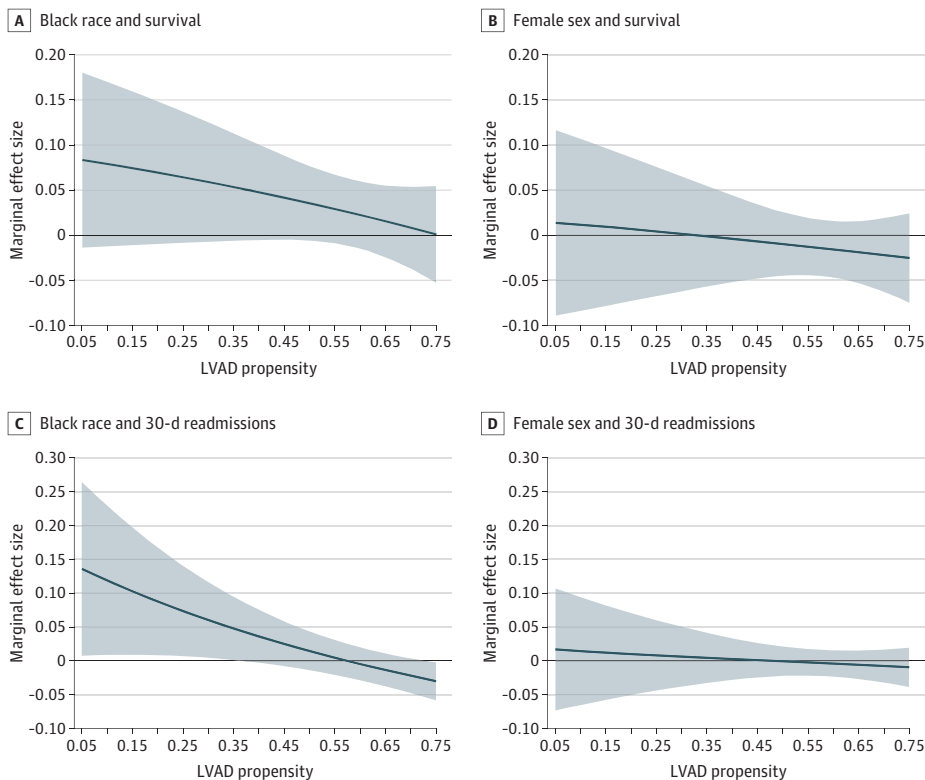 A Black race and survival
0.20
0.15
0.10
0.05
0
-0.05
-0.10
Marginal effect size
0.05 0.15 0.25 0.35 0.45 0.55 0.65 0.75
LVAD propensity
B Female sex and survival
0.20
0.15
0.10
0.05
0
-0.05
-0.10
Marginal effect size
0.05 0.15 0.25 0.35 0.45 0.55 0.65 0.75
LVAD propensity
C Black race and 30-d readmissions
0.30
0.25
0.20
0.15
0.10
0.05
0
-0.05
-0.10
Marginal effect size
0.05 0.15 0.25 0.35 0.45 0.55 0.65 0.75
LVAD propensity
D Female sex and 30-d readmissions
0.30
0.25
0.20
0.15
0.10
0.05
0
-0.05
-0.10
Marginal effect size
0.05 0.15 0.25 0.35 0.45 0.55 0.65 0.75
LVAD propensity